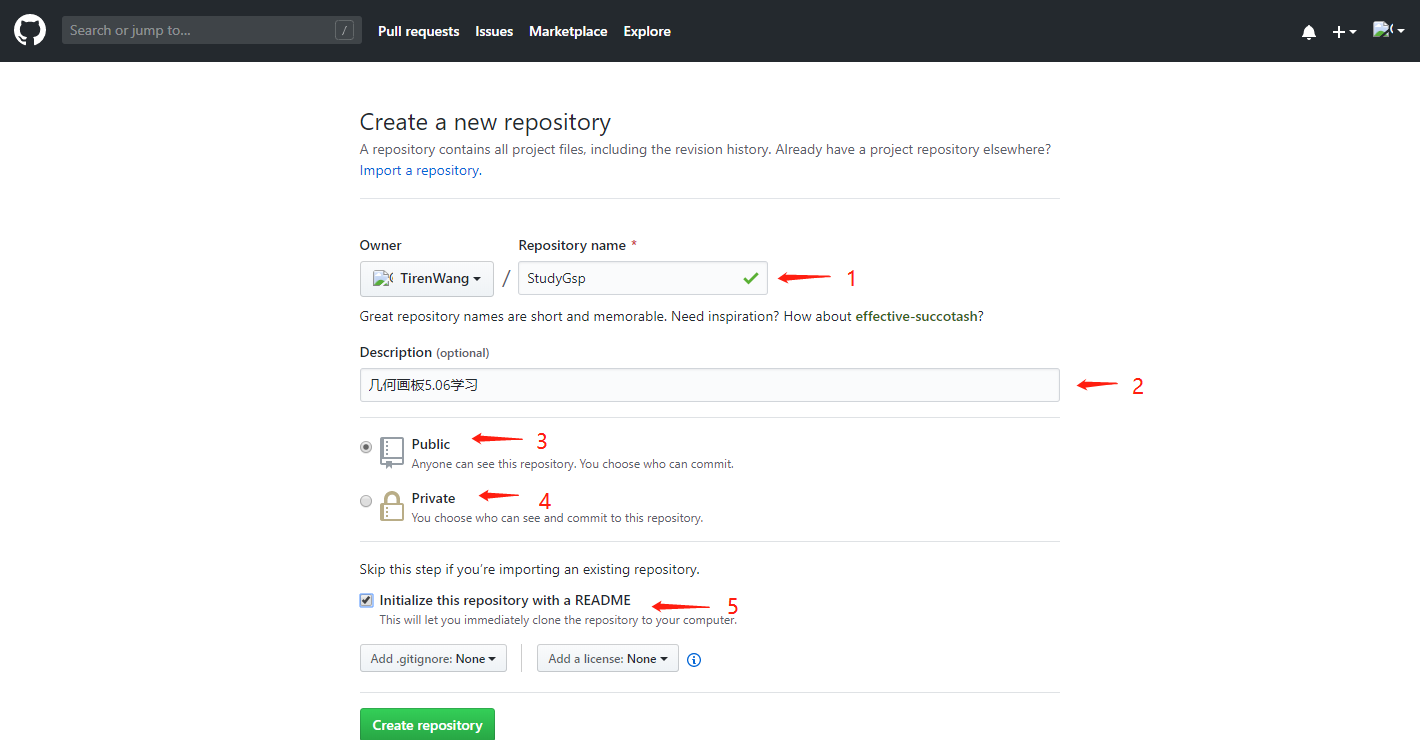 Search or jump to... / Pull requests Issues Marketplace Explore
Create a new repository
A repository contains all project files, including the revision history. Already have a project repository elsewhere?
Import a repository.
Owner Repository name *
TirenWang / StudyGsp 1
Great repository names are short and memorable. Need inspiration? How about effective-succotash?
Description (optional)
几何画板5.06学习 2
Public 3
Anyone can see this repository. You choose who can commit.
Private 4
You choose who can see and commit to this repository.
Skip this step if you’re importing an existing repository.
Initialize this repository with a README 5
This will let you immediately clone the repository to your computer.
Add .gitignore: None Add a license: None
Create repository